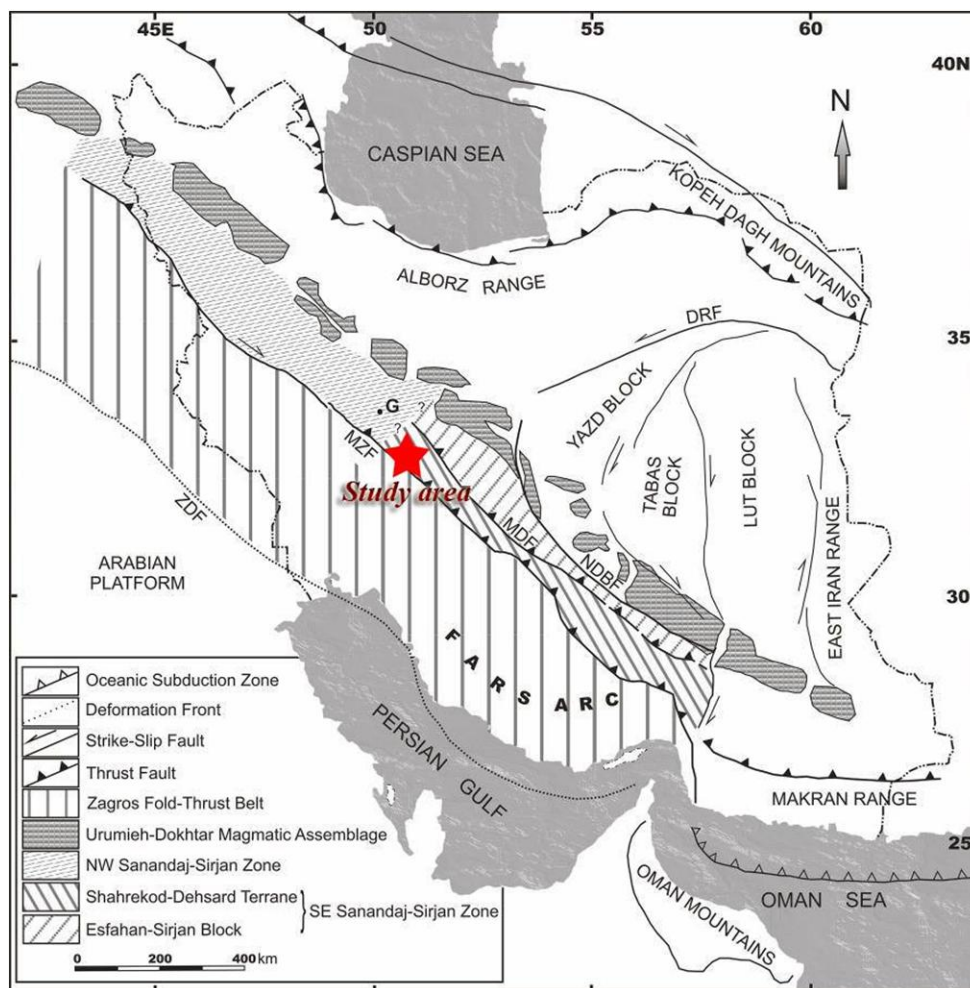 45E 50 55 60
40N
N
CASPIAN SEA
KOPEH DAGH MOUNTAINS
ALBORZ RANGE
35
DRF
YAZD BLOCK
TABAS
BLOCK
LUT BLOCK
EAST IRAN RANGE
G
?
?
MZF
Study area
ZDF
MDF
NDBF
ARABIAN
PLATFORM
30
FARS ARC
PERSIAN GULF
MAKRAN RANGE
25
OMAN SEA
OMAN MOUNTAINS
Oceanic Subduction Zone
Deformation Front
Strike-Slip Fault
Thrust Fault
Zagros Fold-Thrust Belt
Urumieh-Dokhtar Magmatic Assemblage
NW Sanandaj-Sirjan Zone
Shahrekod-Dehsard Terrane
SE Sanandaj-Sirjan Zone
Esfahan-Sirjan Block
0 200 400 km